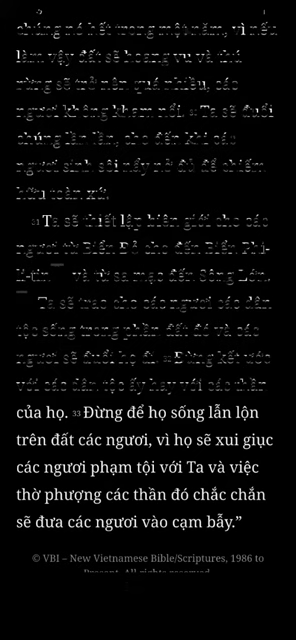 chúng nó hết trong một năm, vì nếu
làm vậy đất sẽ hoang vu và thú
rừng sẽ trở nên quá nhiều, các
ngươi không kham nổi. Ta sẽ đuổi
chúng lần lần, cho đến khi các
ngươi sinh sôi nẩy nở đủ để chiếm
hữu toàn xứ.
31 Ta sẽ thiết lập biên giới cho các
ngươi từ Biển Đỏ cho đến Biển Phi-
li-tin và từ sa mạc đến Sông Lớn.
Ta sẽ trao cho các ngươi các dân
tộc sống trong phần đất đó và các
ngươi sẽ đuổi họ đi. Đừng kết ước
với các dân tộc ấy hay với các thần
của họ. 33 Đừng để họ sống lẫn lộn
trên đất các ngươi, vì họ sẽ xui giục
các ngươi phạm tội với Ta và việc
thờ phượng các thần đó chắc chắn
sẽ đưa các ngươi vào cạm bẫy.”
© VBI – New Vietnamese Bible/Scriptures, 1986 to
Present. All rights reserved